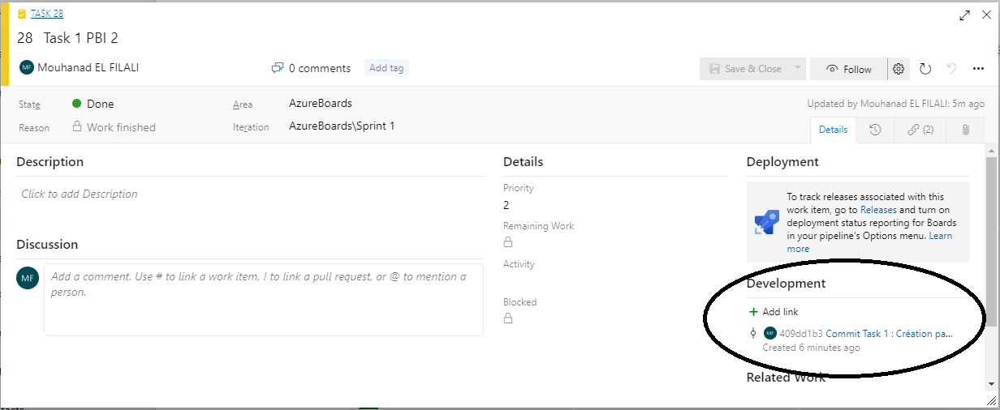 TASK 28
28 Task 1 PBI 2
MF Mouhanad EL FILALI
0 comments
Add tag
Save & Close
Follow
State
Done
Area
AzureBoards
Updated by Mouhanad EL FILALI: 5m ago
Reason
Work finished
Iteration
AzureBoards\Sprint 1
Details
(2)
Description
Click to add Description
Discussion
MF
Add a comment. Use # to link a work item, ! to link a pull request, or @ to mention a
person.
Details
Priority
2
Remaining Work
Activity
Blocked
Deployment
To track releases associated with this
work item, go to Releases and turn on
deployment status reporting for Boards
in your pipeline's Options menu. Learn
more
Development
Add link
MF 409dd1b3 Commit Task 1 : Création pa...
Created 6 minutes ago
Related Work